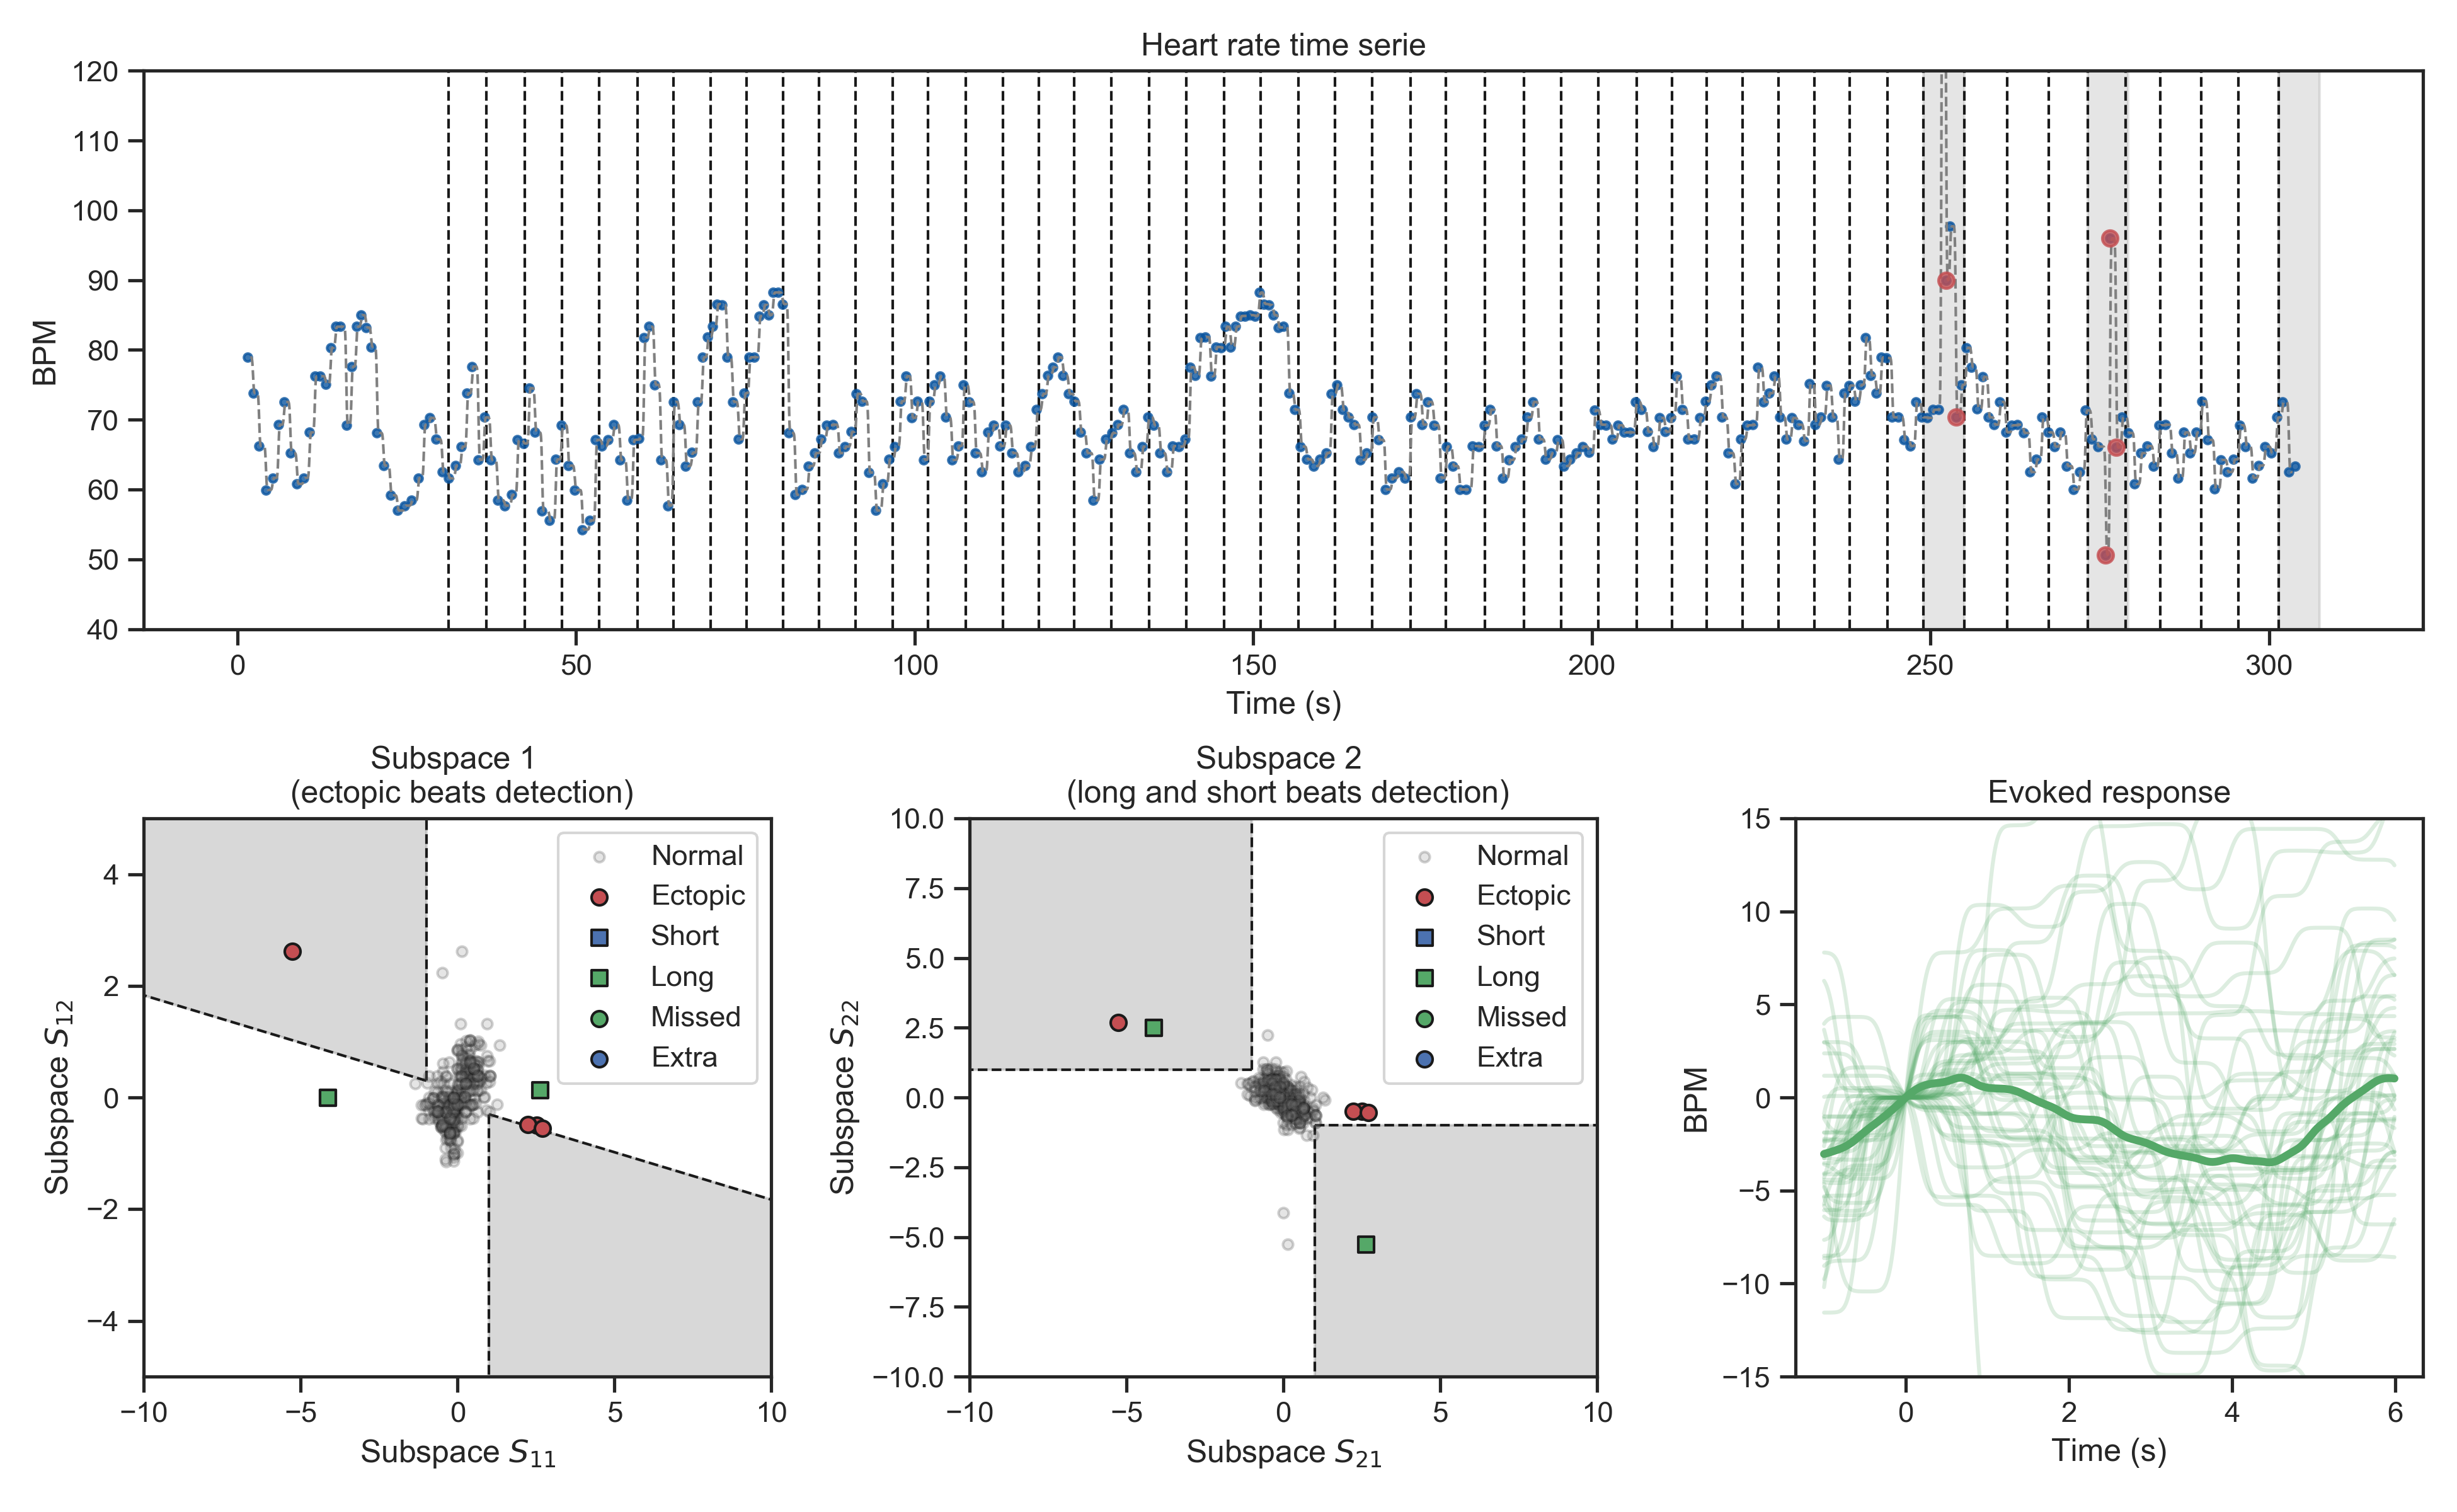 Heart rate time serie
120
110
100
90
80
70
60
50
40
BPM
0 50 100 150 200 250 300
Time (s)
Subspace 1
(ectopic beats detection)
4
2
0
−2
−4
Subspace S12
Normal
Ectopic
Short
Long
Missed
Extra
−10 −5 0 5 10
Subspace S11
Subspace 2
(long and short beats detection)
10.0
7.5
5.0
2.5
0.0
−2.5
−5.0
−7.5
−10.0
Subspace S22
Normal
Ectopic
Short
Long
Missed
Extra
−10 −5 0 5 10
Subspace S21
Evoked response
15
10
5
0
−5
−10
−15
BPM
0 2 4 6
Time (s)